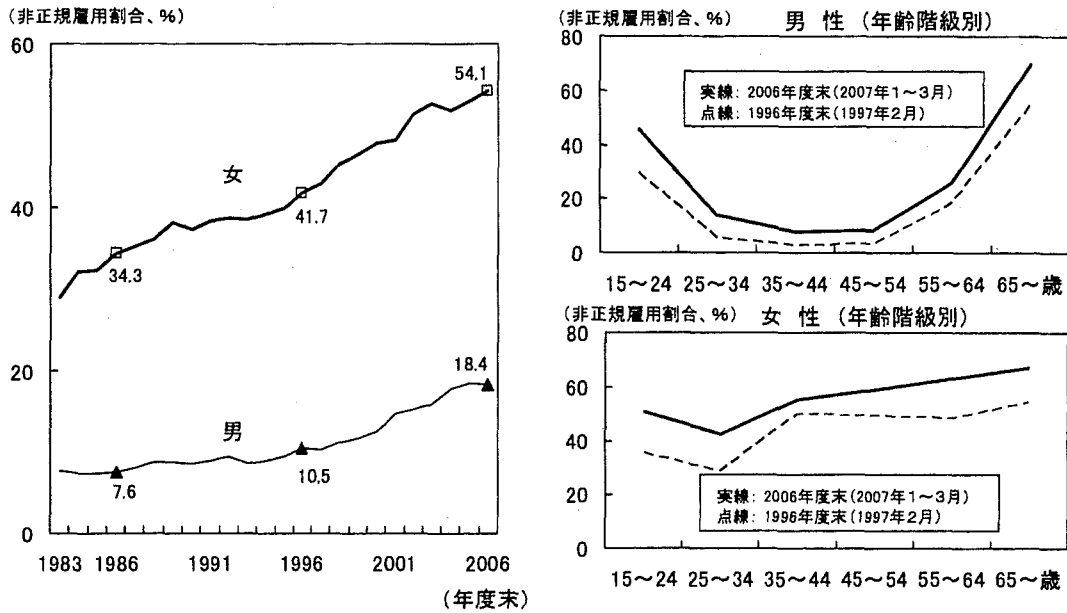 (非正規雇用割合、%)
60
40
20
0
女
男
34.3
41.7
54.1
7.6
10.5
18.4
1983 1986 1991 1996 2001 2006
(年度末)
(非正規雇用割合、%) 男 性 (年齢階級別)
80
60
40
20
0
実線: 2006年度末(2007年1~3月)
点線: 1996年度末(1997年2月)
15~24 25~34 35~44 45~54 55~64 65~歳
(非正規雇用割合、%) 女 性 (年齢階級別)
80
60
40
20
0
実線: 2006年度末(2007年1~3月)
点線: 1996年度末(1997年2月)
15~24 25~34 35~44 45~54 55~64 65~歳